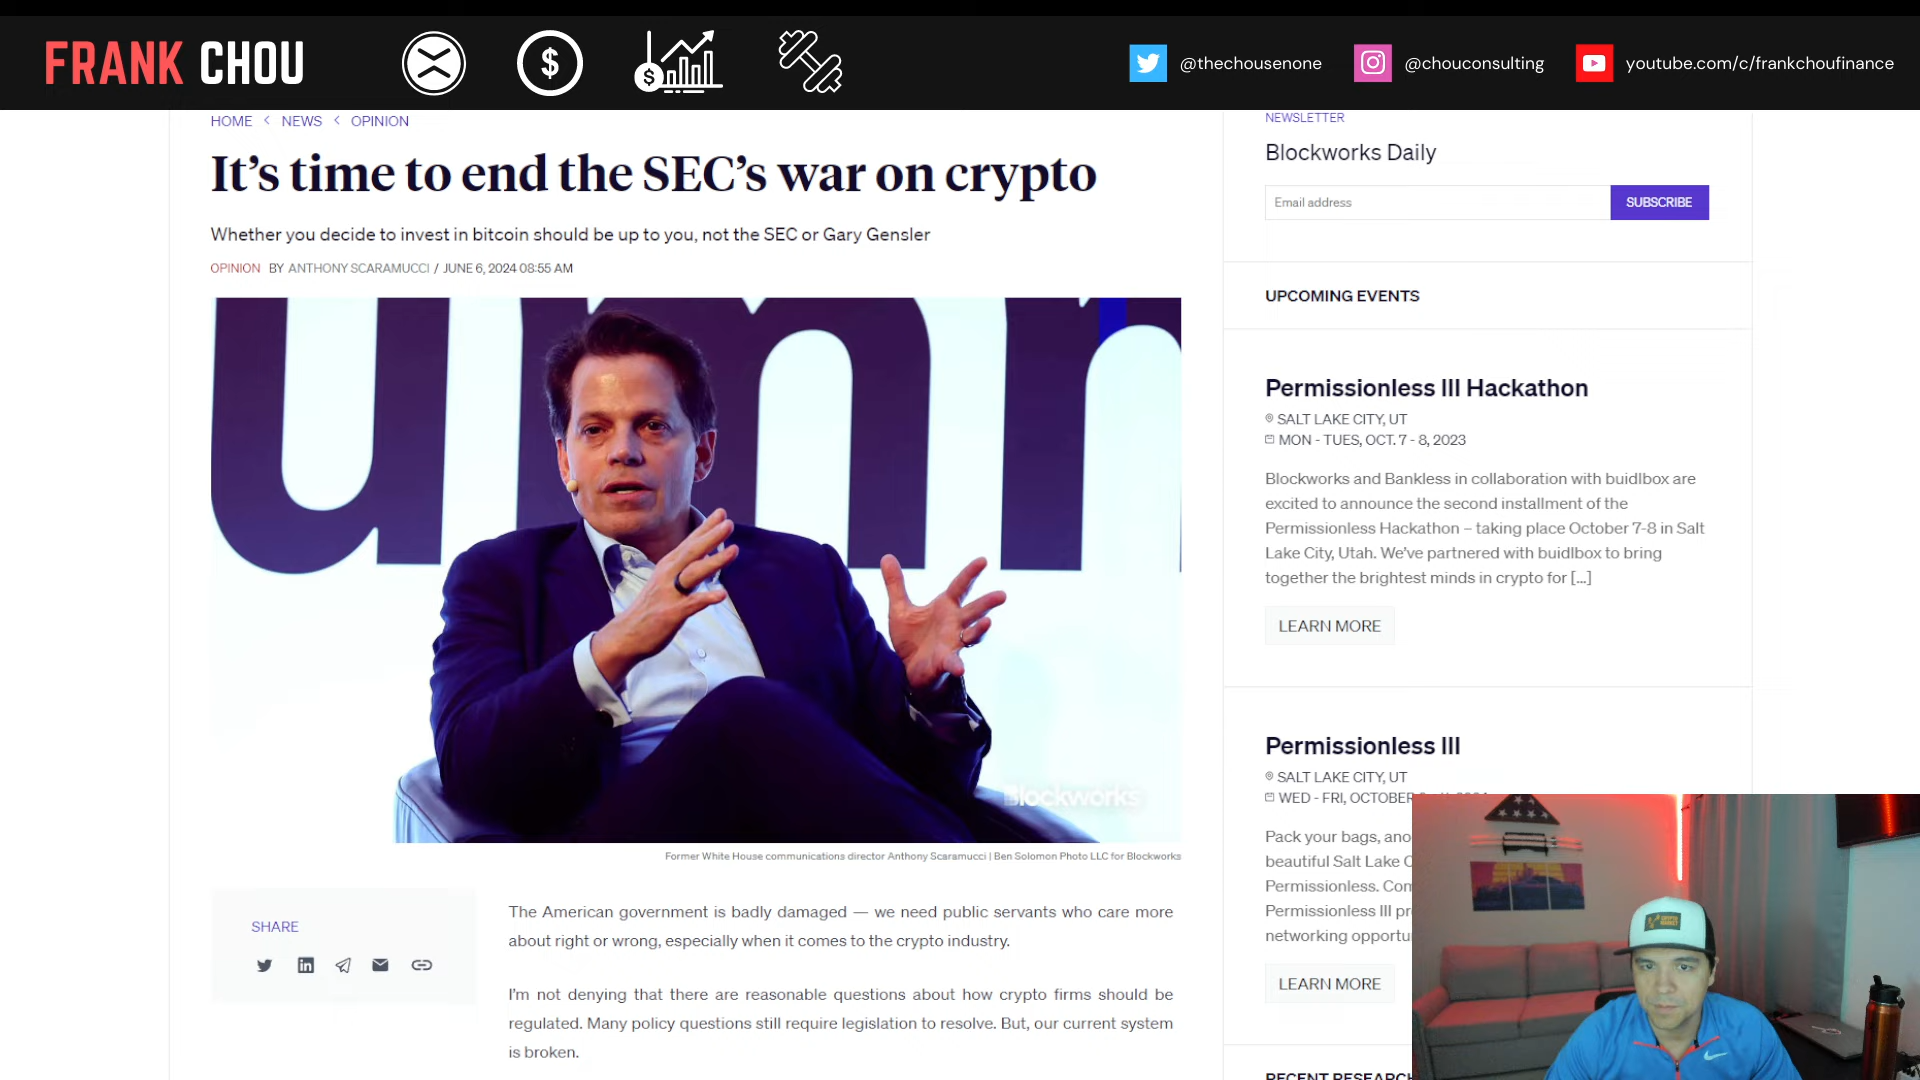 FRANK CHOU
@thechousenone
@chouconsulting
youtube.com/c/frankchoufinance
HOME < NEWS < OPINION
It's time to end the SEC's war on crypto
Whether you decide to invest in bitcoin should be up to you, not the SEC or Gary Gensler
OPINION BY ANTHONY SCARAMUCCI / JUNE 6, 2024 08:55 AM
Blockworks
Former White House communications director Anthony Scaramucci | Ben Solomon Photo LLC for Blockworks
SHARE
The American government is badly damaged — we need public servants who care more
about right or wrong, especially when it comes to the crypto industry.
I'm not denying that there are reasonable questions about how crypto firms should be
regulated. Many policy questions still require legislation to resolve. But, our current system
is broken.
NEWSLETTER
Blockworks Daily
Email address
SUBSCRIBE
UPCOMING EVENTS
Permissionless III Hackathon
SALT LAKE CITY, UT
MON - TUES, OCT. 7 - 8, 2023
Blockworks and Bankless in collaboration with buidlbox are
excited to announce the second installment of the
Permissionless Hackathon – taking place October 7-8 in Salt
Lake City, Utah. We've partnered with buidlbox to bring
together the brightest minds in crypto for [...]
LEARN MORE
Permissionless III
SALT LAKE CITY, UT
WED - FRI, OCTOBER
Pack your bags, ano
beautiful Salt Lake C
Permissionless. Com
Permissionless III pr
networking opportu
LEARN MORE
RECENT RESEARCH